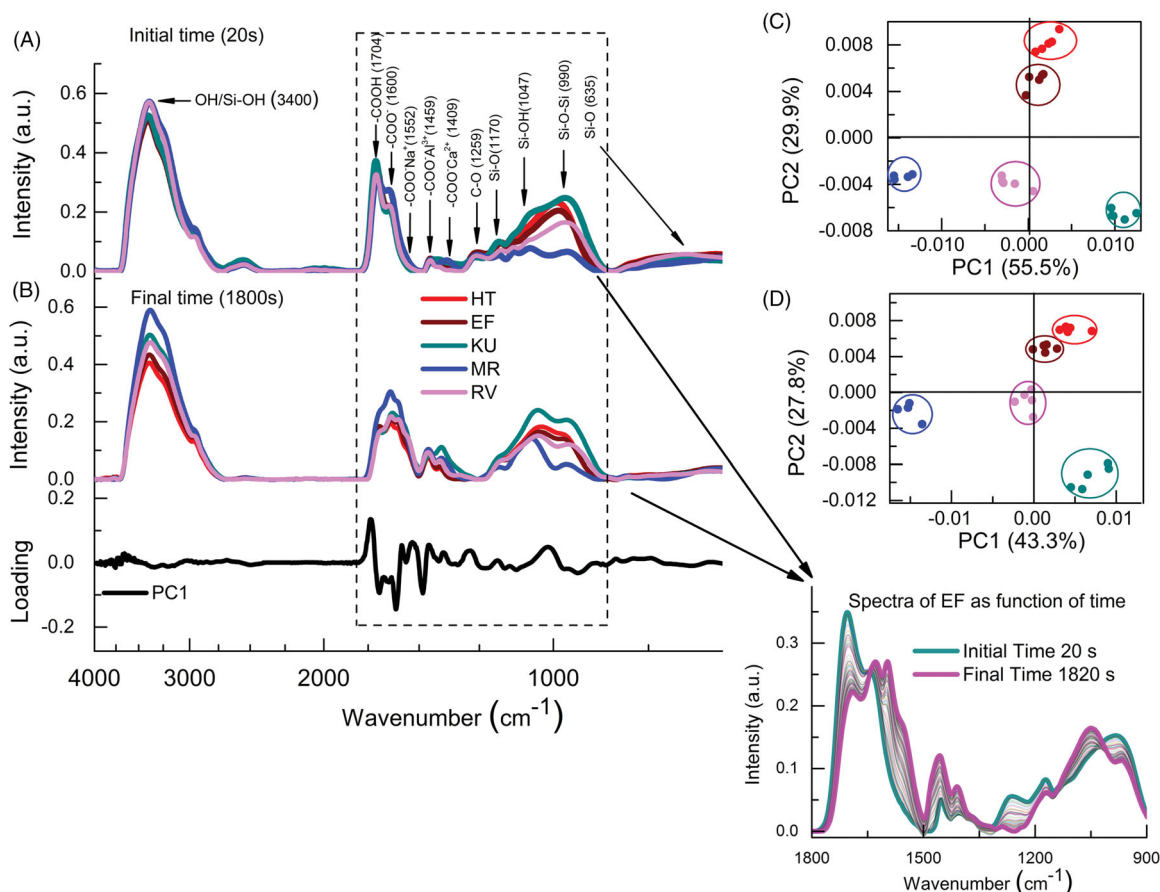 (A)
Initial time (20s)
OH/Si-OH (3400)
-COOH (1704)
-COO⁻ (1600)
-COO⁻Na⁺(1552)
-COO⁻Al³⁺(1459)
-COO⁻Ca²⁺ (1409)
C-O (1259)
Si-O(1170)
Si-OH(1047)
Si-O-Si (990)
Si-O (635)
Intensity (a.u.)
0.6
0.4
0.2
0.0
(B)
Final time (1800s)
HT
EF
KU
MR
RV
Intensity (a.u.)
0.6
0.4
0.2
0.0
Loading
0.2
0.0
-0.2
PC1
4000 3000 2000 1000
Wavenumber (cm⁻¹)
(C)
PC2 (29.9%)
0.008
0.004
0.000
-0.004
-0.008
-0.010 0.000 0.010
PC1 (55.5%)
(D)
PC2 (27.8%)
0.008
0.004
0.000
-0.004
-0.008
-0.012
-0.01 0.00 0.01
PC1 (43.3%)
Spectra of EF as function of time
Initial Time 20 s
Final Time 1820 s
Intensity (a.u.)
0.3
0.2
0.1
0.0
1800 1500 1200 900
Wavenumber (cm⁻¹)